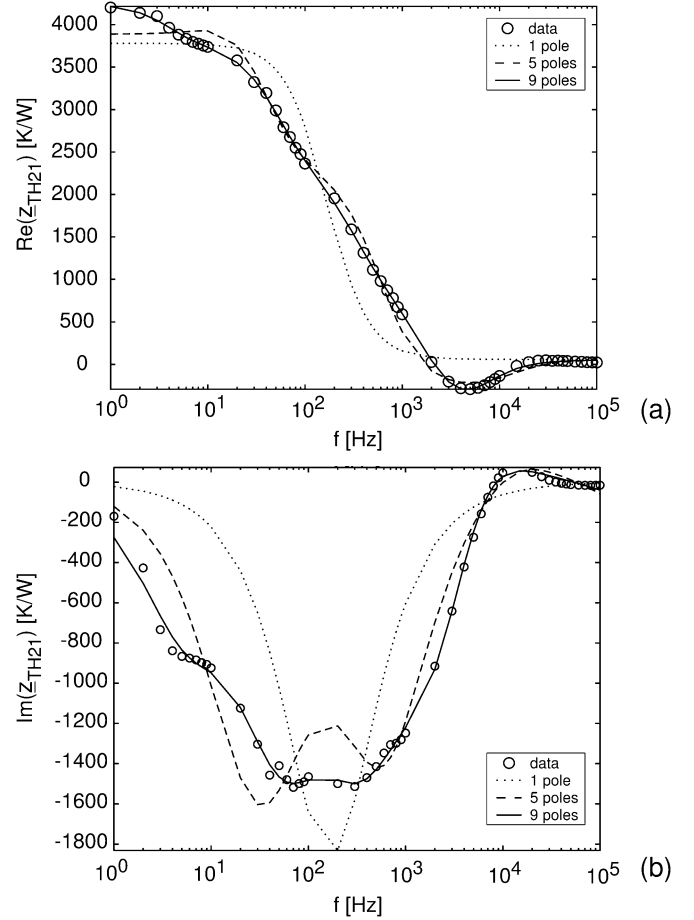 4000
3500
3000
2500
2000
1500
1000
500
0
Re(z_TH21) [K/W]
data
1 pole
5 poles
9 poles
10^0 10^1 10^2 10^3 10^4 10^5
f [Hz]
(a)
0
-200
-400
-600
-800
-1000
-1200
-1400
-1600
-1800
Im(z_TH21) [K/W]
data
1 pole
5 poles
9 poles
10^0 10^1 10^2 10^3 10^4 10^5
f [Hz]
(b)